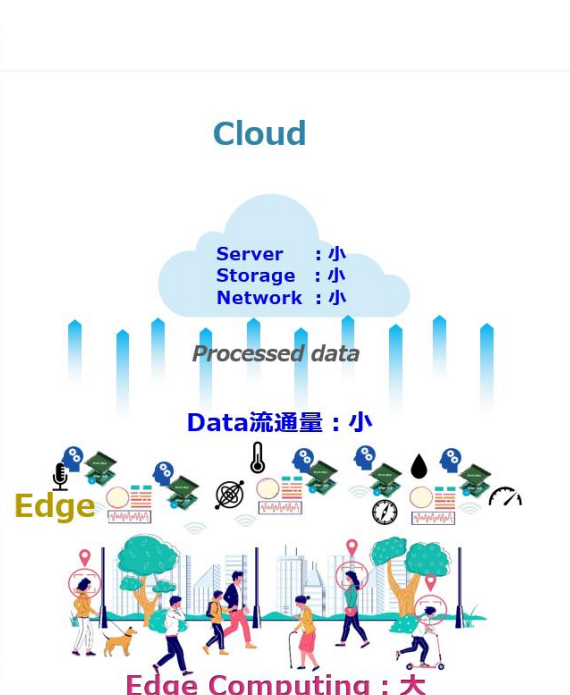 Cloud
Server : 小
Storage : 小
Network : 小
Processed data
Data流通量 : 小
Edge
Edge Computing : 大